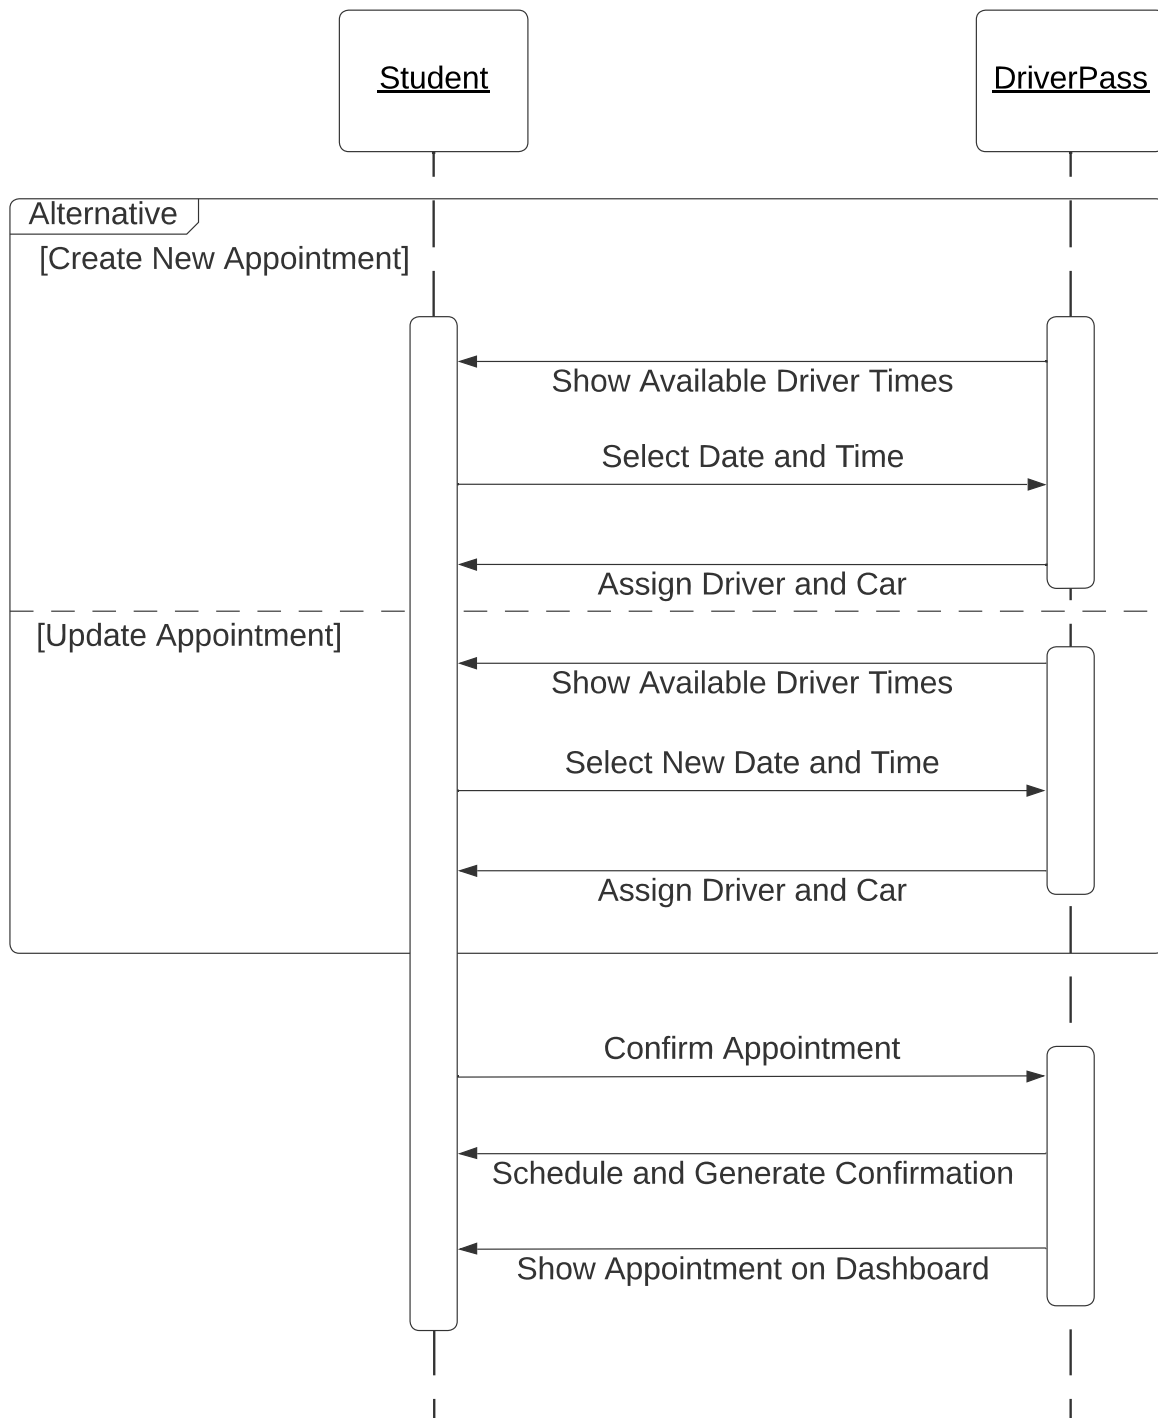 Student
DriverPass
Alternative
[Create New Appointment]
Show Available Driver Times
Select Date and Time
Assign Driver and Car
[Update Appointment]
Show Available Driver Times
Select New Date and Time
Assign Driver and Car
Confirm Appointment
Schedule and Generate Confirmation
Show Appointment on Dashboard